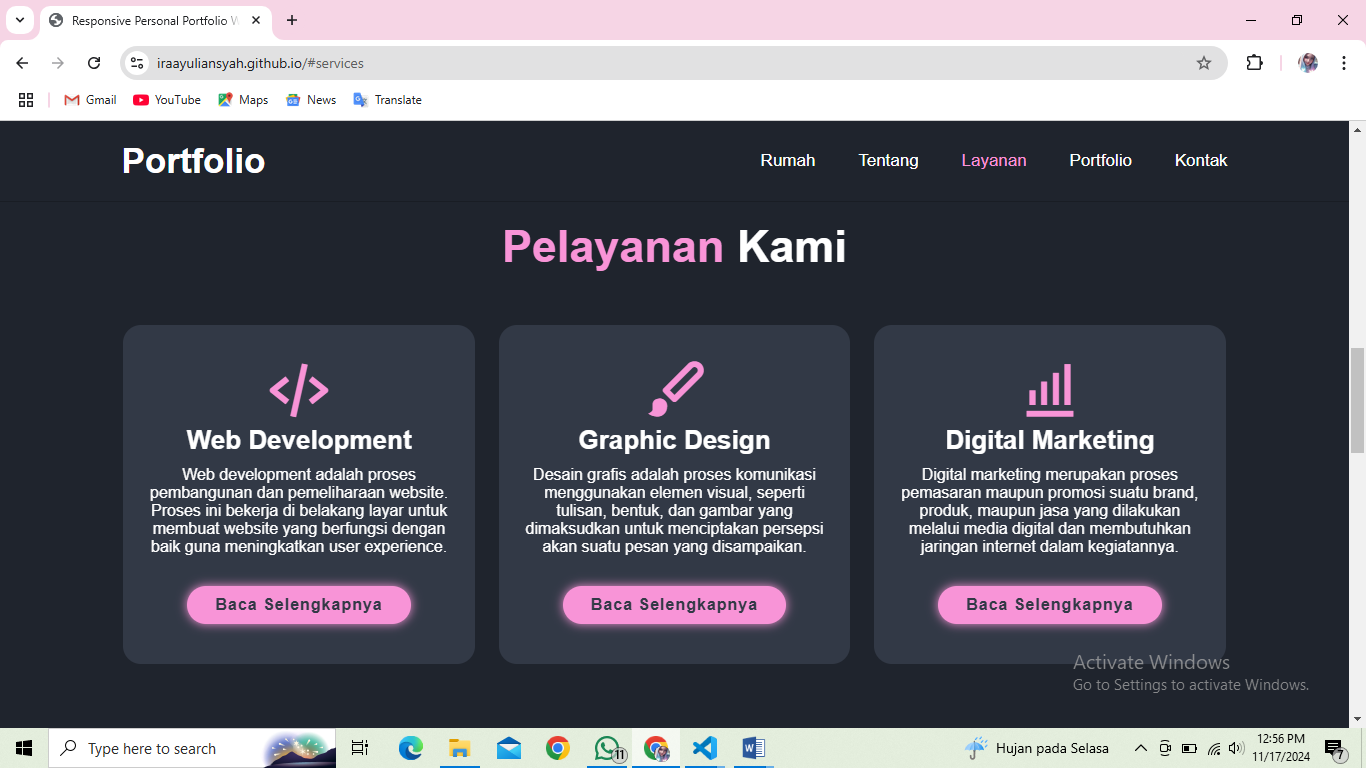 Responsive Personal Portfolio W
iraayuliansyah.github.io/#services
Gmail
YouTube
Maps
News
Translate
Portfolio
Rumah
Tentang
Layanan
Portfolio
Kontak
Pelayanan Kami
Web Development
Web development adalah proses
pembangunan dan pemeliharaan website.
Proses ini bekerja di belakang layar untuk
membuat website yang berfungsi dengan
baik guna meningkatkan user experience.
Baca Selengkapnya
Graphic Design
Desain grafis adalah proses komunikasi
menggunakan elemen visual, seperti
tulisan, bentuk, dan gambar yang
dimaksudkan untuk menciptakan persepsi
akan suatu pesan yang disampaikan.
Baca Selengkapnya
Digital Marketing
Digital marketing merupakan proses
pemasaran maupun promosi suatu brand,
produk, maupun jasa yang dilakukan
melalui media digital dan membutuhkan
jaringan internet dalam kegiatannya.
Baca Selengkapnya
Activate Windows
Go to Settings to activate Windows.
Type here to search
11
Hujan pada Selasa
12:56 PM
11/17/2024
7